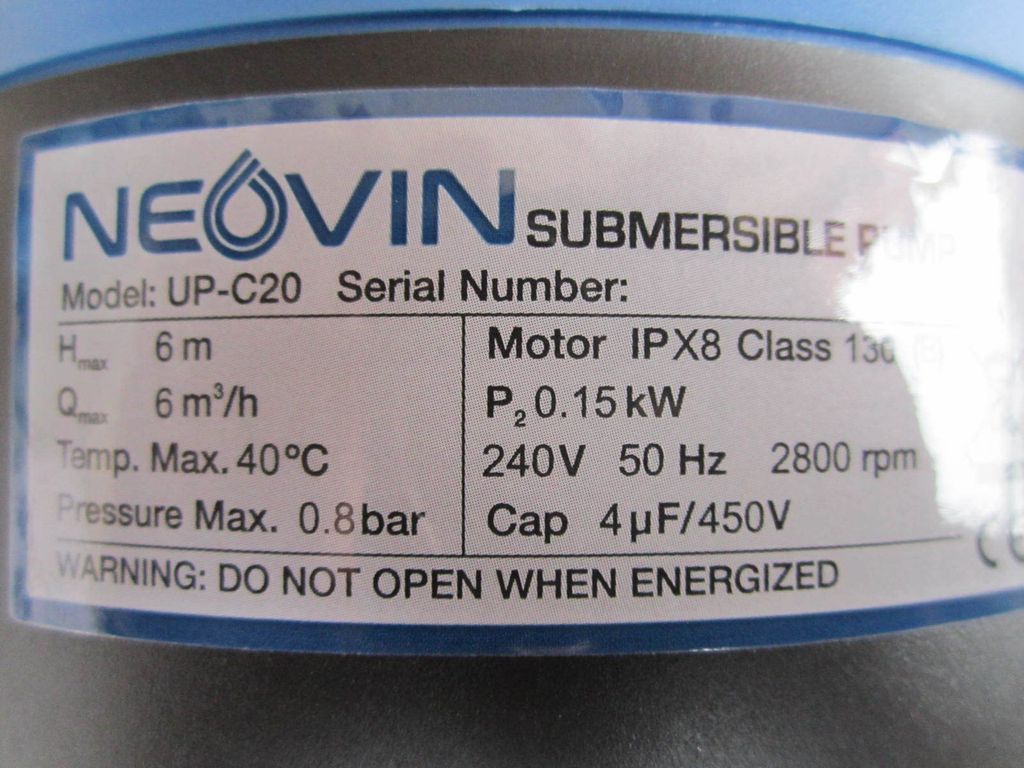 NEOVIN SUBMERSIBLE PUMP
Model: UP-C20 Serial Number:
Hmax 6 m
Qmax 6 m³/h
Temp. Max. 40°C
Pressure Max. 0.8 bar
Motor IPX8 Class 130 (B)
P₂ 0.15 kW
240V 50 Hz 2800 rpm
Cap 4 µF/450V
WARNING: DO NOT OPEN WHEN ENERGIZED